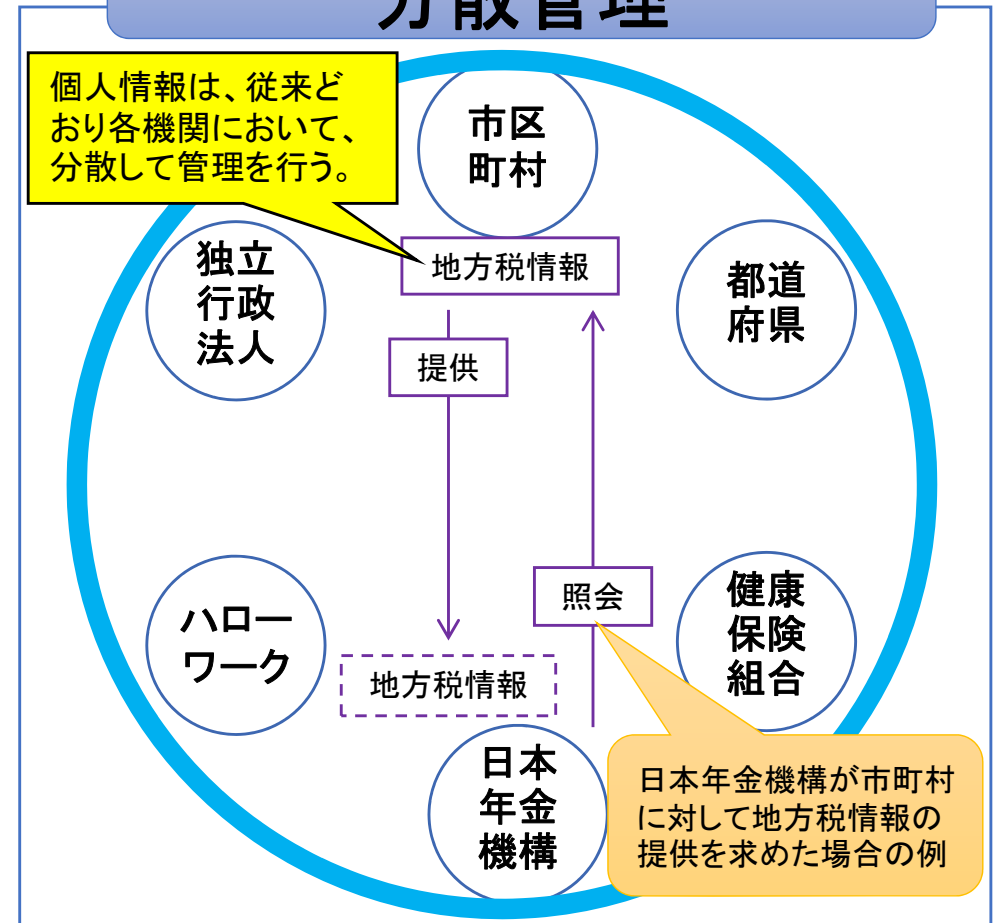 分散管理
個人情報は、従来ど
おり各機関において、
分散して管理を行う。
市区
町村
独立
行政
法人
地方税情報
都道
府県
提供
照会
ハロー
ワーク
地方税情報
健康
保険
組合
日本
年金
機構
日本年金機構が市町村
に対して地方税情報の
提供を求めた場合の例